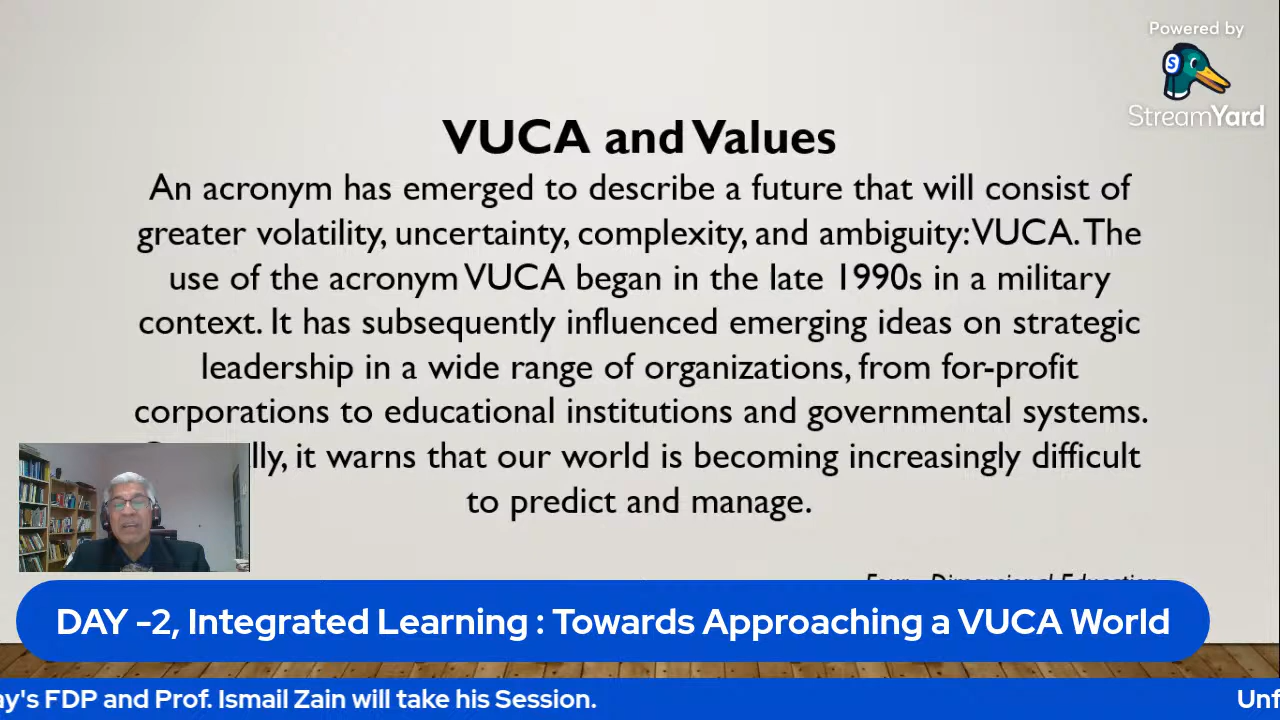 Powered by
StreamYard
VUCA and Values
An acronym has emerged to describe a future that will consist of
greater volatility, uncertainty, complexity, and ambiguity: VUCA. The
use of the acronym VUCA began in the late 1990s in a military
context. It has subsequently influenced emerging ideas on strategic
leadership in a wide range of organizations, from for-profit
corporations to educational institutions and governmental systems.
lly, it warns that our world is becoming increasingly difficult
to predict and manage.
Four - Dimensional Education
DAY -2, Integrated Learning : Towards Approaching a VUCA World
ay's FDP and Prof. Ismail Zain will take his Session.
Unf